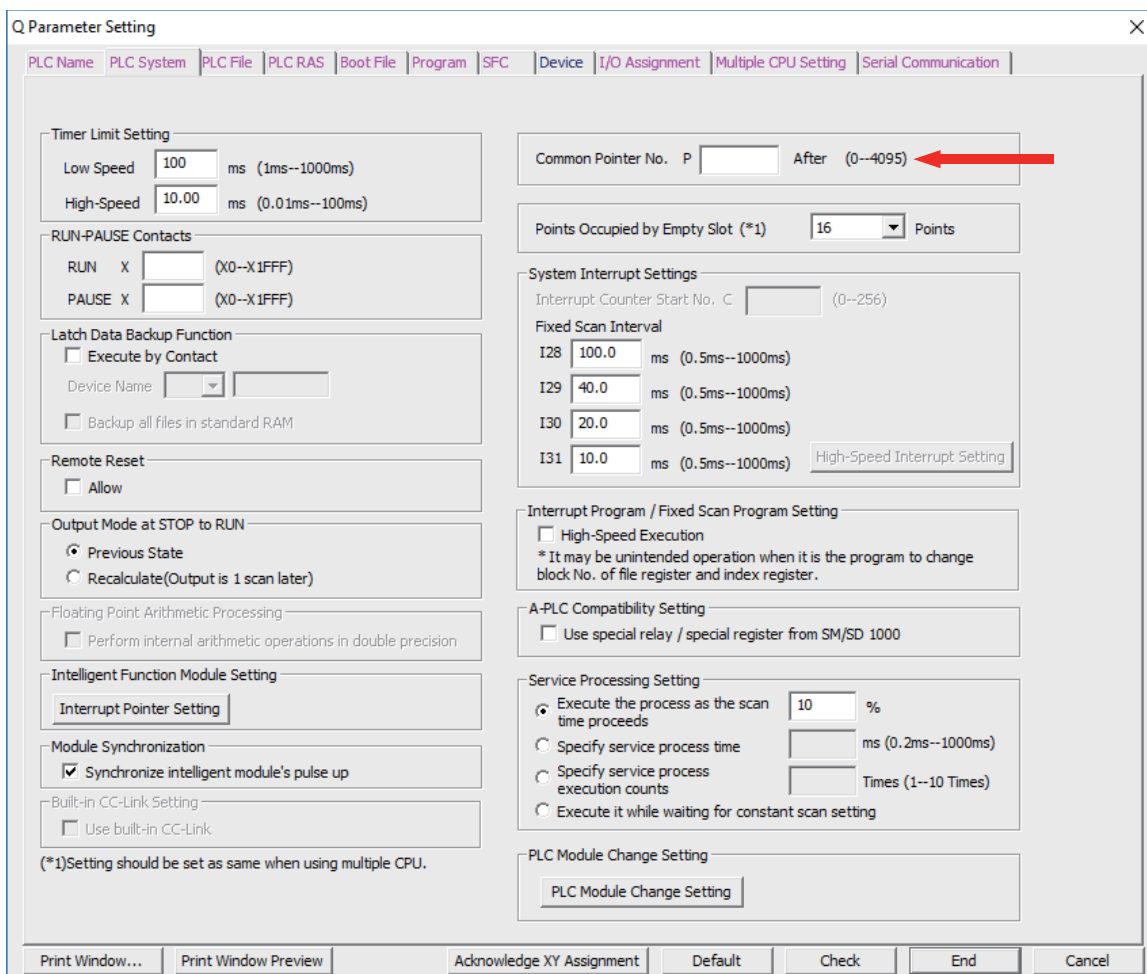 Q Parameter Setting
PLC Name PLC System PLC File PLC RAS Boot File Program SFC Device I/O Assignment Multiple CPU Setting Serial Communication
Timer Limit Setting
Low Speed 100 ms (1ms--1000ms)
High-Speed 10.00 ms (0.01ms--100ms)
RUN-PAUSE Contacts
RUN X (X0--X1FFF)
PAUSE X (X0--X1FFF)
Latch Data Backup Function
Execute by Contact
Device Name
Backup all files in standard RAM
Remote Reset
Allow
Output Mode at STOP to RUN
Previous State
Recalculate(Output is 1 scan later)
Floating Point Arithmetic Processing
Perform internal arithmetic operations in double precision
Intelligent Function Module Setting
Interrupt Pointer Setting
Module Synchronization
Synchronize intelligent module's pulse up
Built-in CC-Link Setting
Use built-in CC-Link
(*1)Setting should be set as same when using multiple CPU.
Common Pointer No. P After (0--4095)
Points Occupied by Empty Slot (*1) 16 Points
System Interrupt Settings
Interrupt Counter Start No. C (0--256)
Fixed Scan Interval
I28 100.0 ms (0.5ms--1000ms)
I29 40.0 ms (0.5ms--1000ms)
I30 20.0 ms (0.5ms--1000ms)
I31 10.0 ms (0.5ms--1000ms) High-Speed Interrupt Setting
Interrupt Program / Fixed Scan Program Setting
High-Speed Execution
* It may be unintended operation when it is the program to change
block No. of file register and index register.
A-PLC Compatibility Setting
Use special relay / special register from SM/SD 1000
Service Processing Setting
Execute the process as the scan
time proceeds 10 %
Specify service process time ms (0.2ms--1000ms)
Specify service process
execution counts Times (1--10 Times)
Execute it while waiting for constant scan setting
PLC Module Change Setting
PLC Module Change Setting
Print Window... Print Window Preview Acknowledge XY Assignment Default Check End Cancel